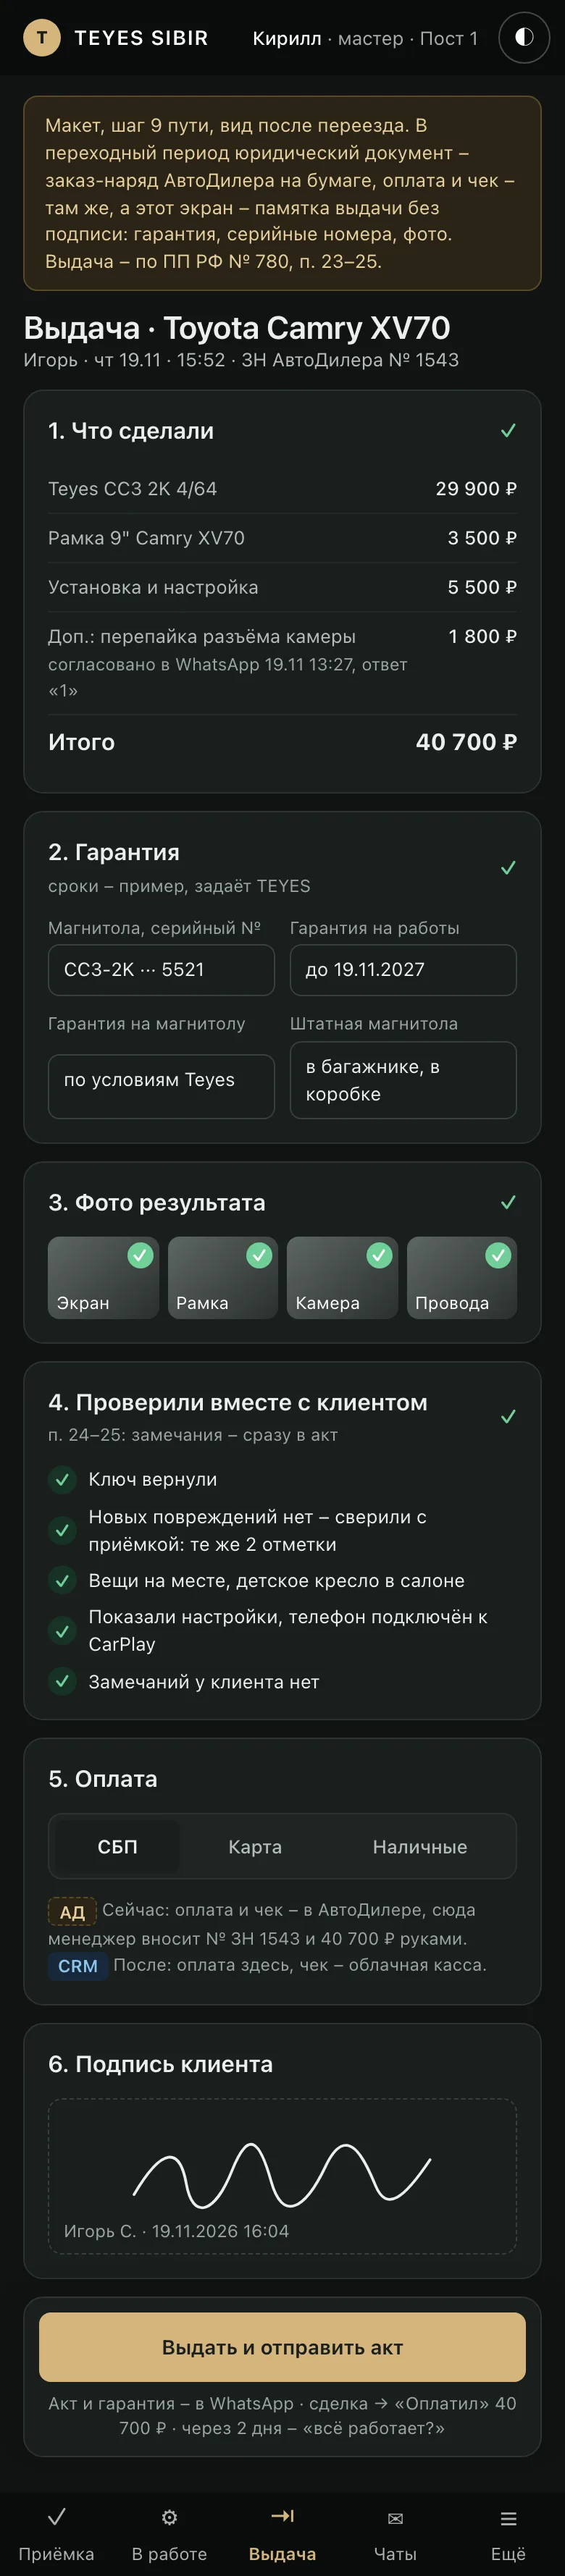 T TEYES SIBIR Кирилл · мастер · Пост 1
Макет, шаг 9 пути, вид после переезда. В
переходный период юридический документ –
заказ-наряд АвтоДилера на бумаге, оплата и чек –
там же, а этот экран – памятка выдачи без
подписи: гарантия, серийные номера, фото.
Выдача – по ПП РФ № 780, п. 23–25.
Выдача · Toyota Camry XV70
Игорь · чт 19.11 · 15:52 · ЗН АвтоДилера № 1543
1. Что сделали
Teyes CC3 2K 4/64 29 900 ₽
Рамка 9" Camry XV70 3 500 ₽
Установка и настройка 5 500 ₽
Доп.: перепайка разъёма камеры 1 800 ₽
согласовано в WhatsApp 19.11 13:27, ответ
«1»
Итого 40 700 ₽
2. Гарантия
сроки – пример, задаёт TEYES
Магнитола, серийный № Гарантия на работы
CC3-2K ··· 5521 до 19.11.2027
Гарантия на магнитолу Штатная магнитола
по условиям Teyes в багажнике, в
коробке
3. Фото результата
Экран Рамка Камера Провода
4. Проверили вместе с клиентом
п. 24–25: замечания – сразу в акт
Ключ вернули
Новых повреждений нет – сверили с
приёмкой: те же 2 отметки
Вещи на месте, детское кресло в салоне
Показали настройки, телефон подключён к
CarPlay
Замечаний у клиента нет
5. Оплата
СБП Карта Наличные
АД Сейчас: оплата и чек – в АвтоДилере, сюда
менеджер вносит № ЗН 1543 и 40 700 ₽ руками.
CRM После: оплата здесь, чек – облачная касса.
6. Подпись клиента
Игорь С. · 19.11.2026 16:04
Выдать и отправить акт
Акт и гарантия – в WhatsApp · сделка → «Оплатил» 40
700 ₽ · через 2 дня – «всё работает?»
Приёмка В работе Выдача Чаты Ещё